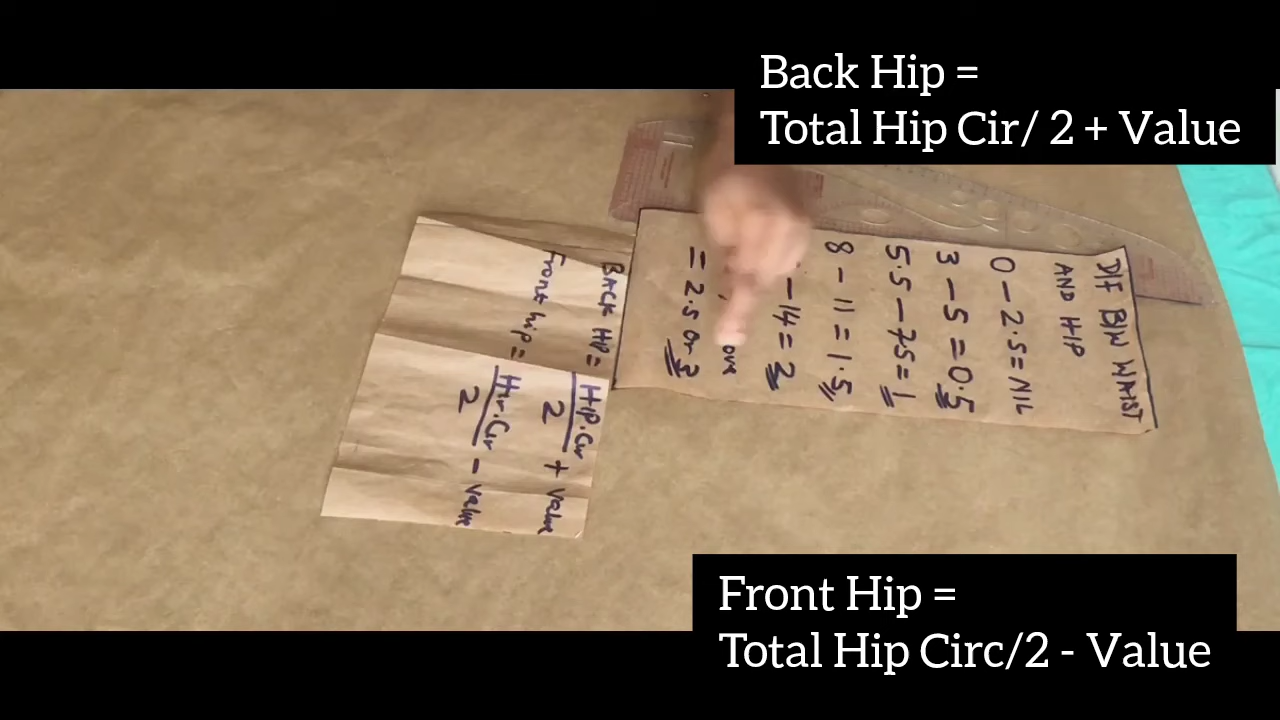 Back Hip =
Total Hip Cir/ 2 + Value
DIF B/W WAIST
AND HIP
0 - 2.5 = NIL
3 - 5 = 0.5
5.5 - 7.5 = 1
8 - 11 = 1.5
- 14 = 2
= 2.5 or 3
BACK HIP = Hip.Cir + Value
2
Front hip = Hir.Cir - Value
2
Front Hip =
Total Hip Circ/2 - Value